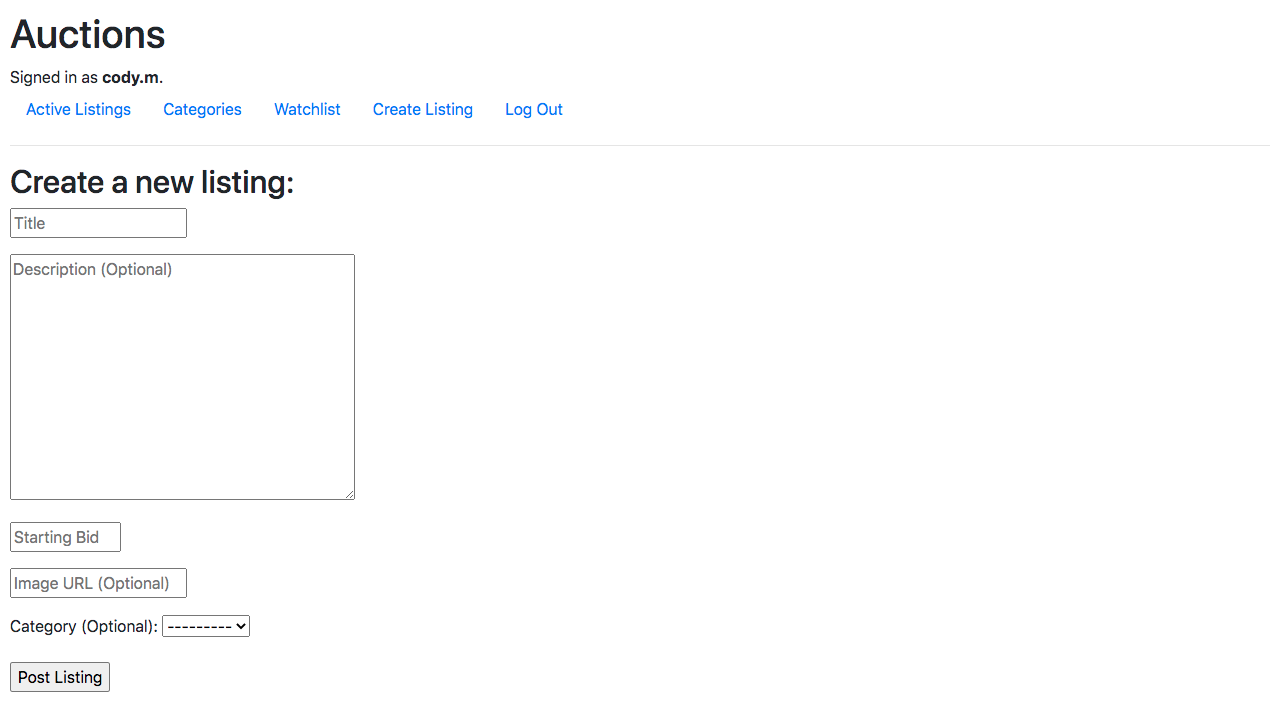 Auctions
Signed in as cody.m.
Active Listings Categories Watchlist Create Listing Log Out
Create a new listing:
Title
Description (Optional)
Starting Bid
Image URL (Optional)
Category (Optional): ---------
Post Listing